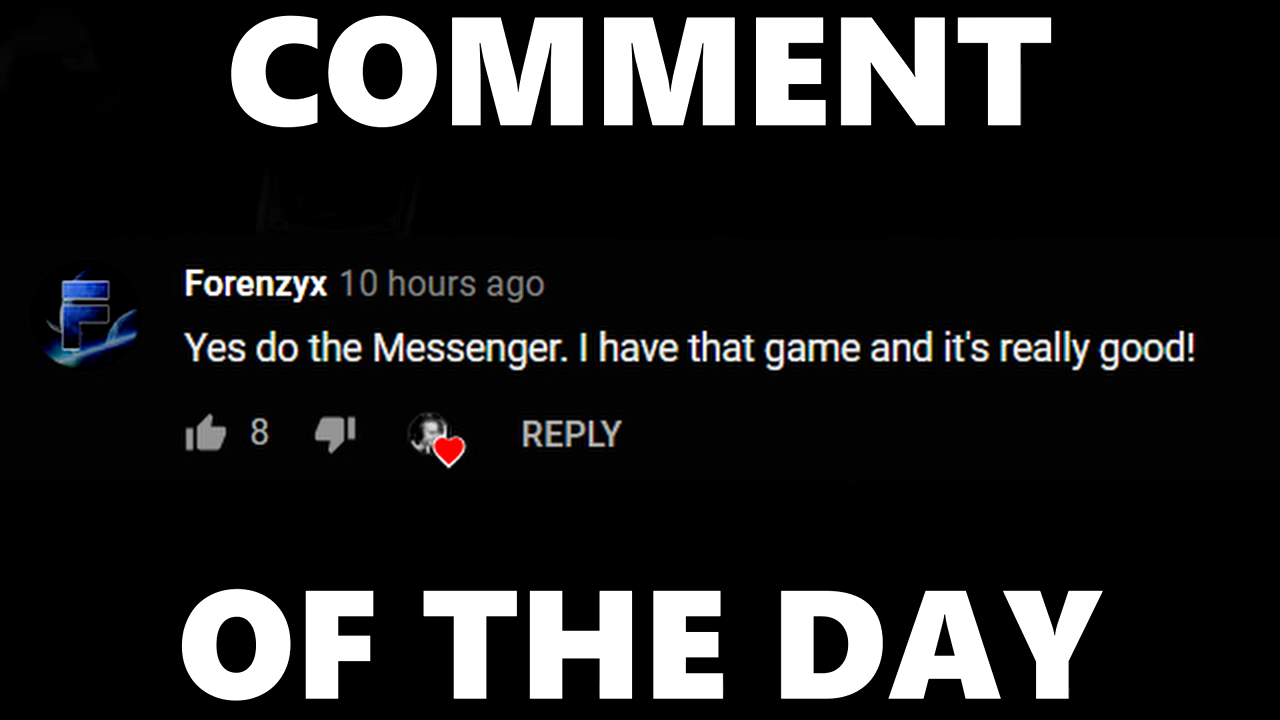 COMMENT
F
Forenzyx 10 hours ago
Yes do the Messenger. I have that game and it's really good!
8 REPLY
OF THE DAY